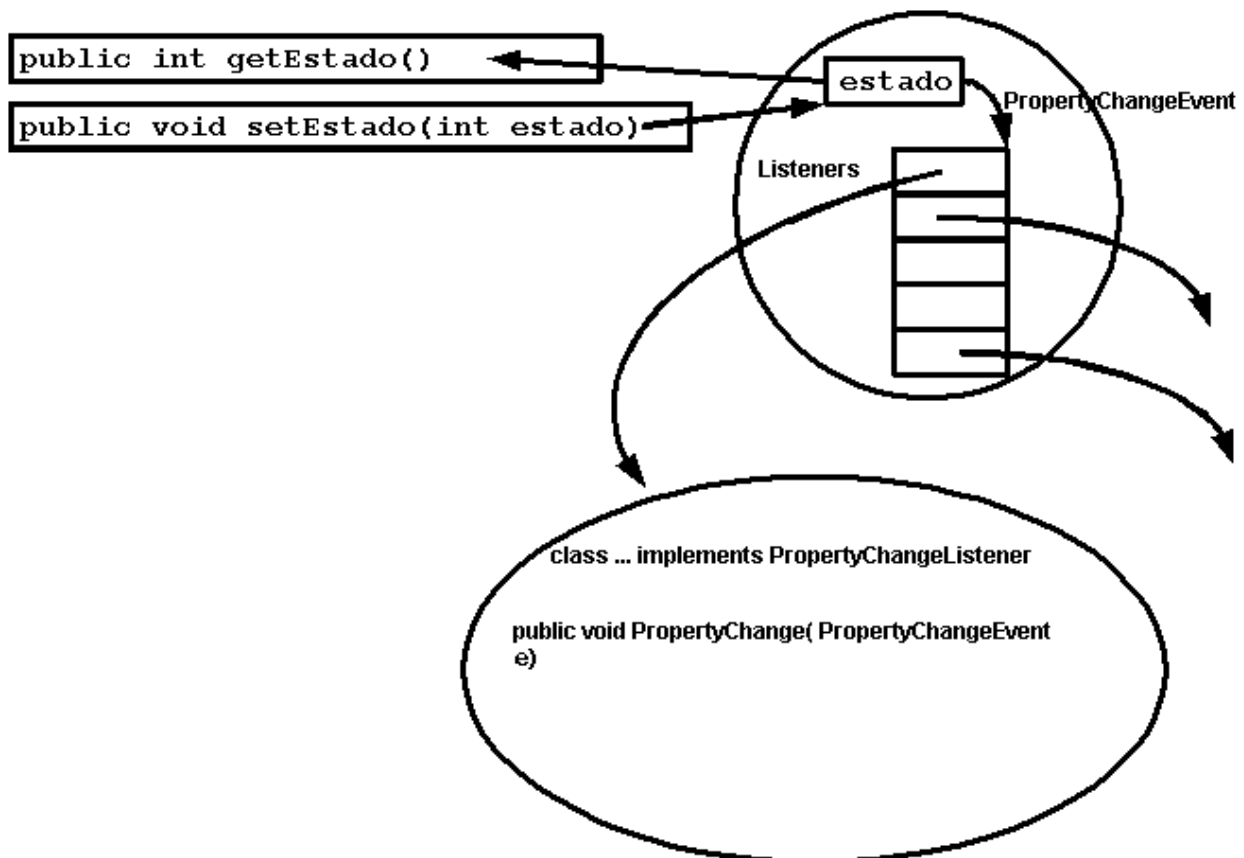 public int getEstado()
estado
PropertyChangeEvent
public void setEstado(int estado)
Listeners
class ... implements PropertyChangeListener
public void PropertyChange( PropertyChangeEvent
e)